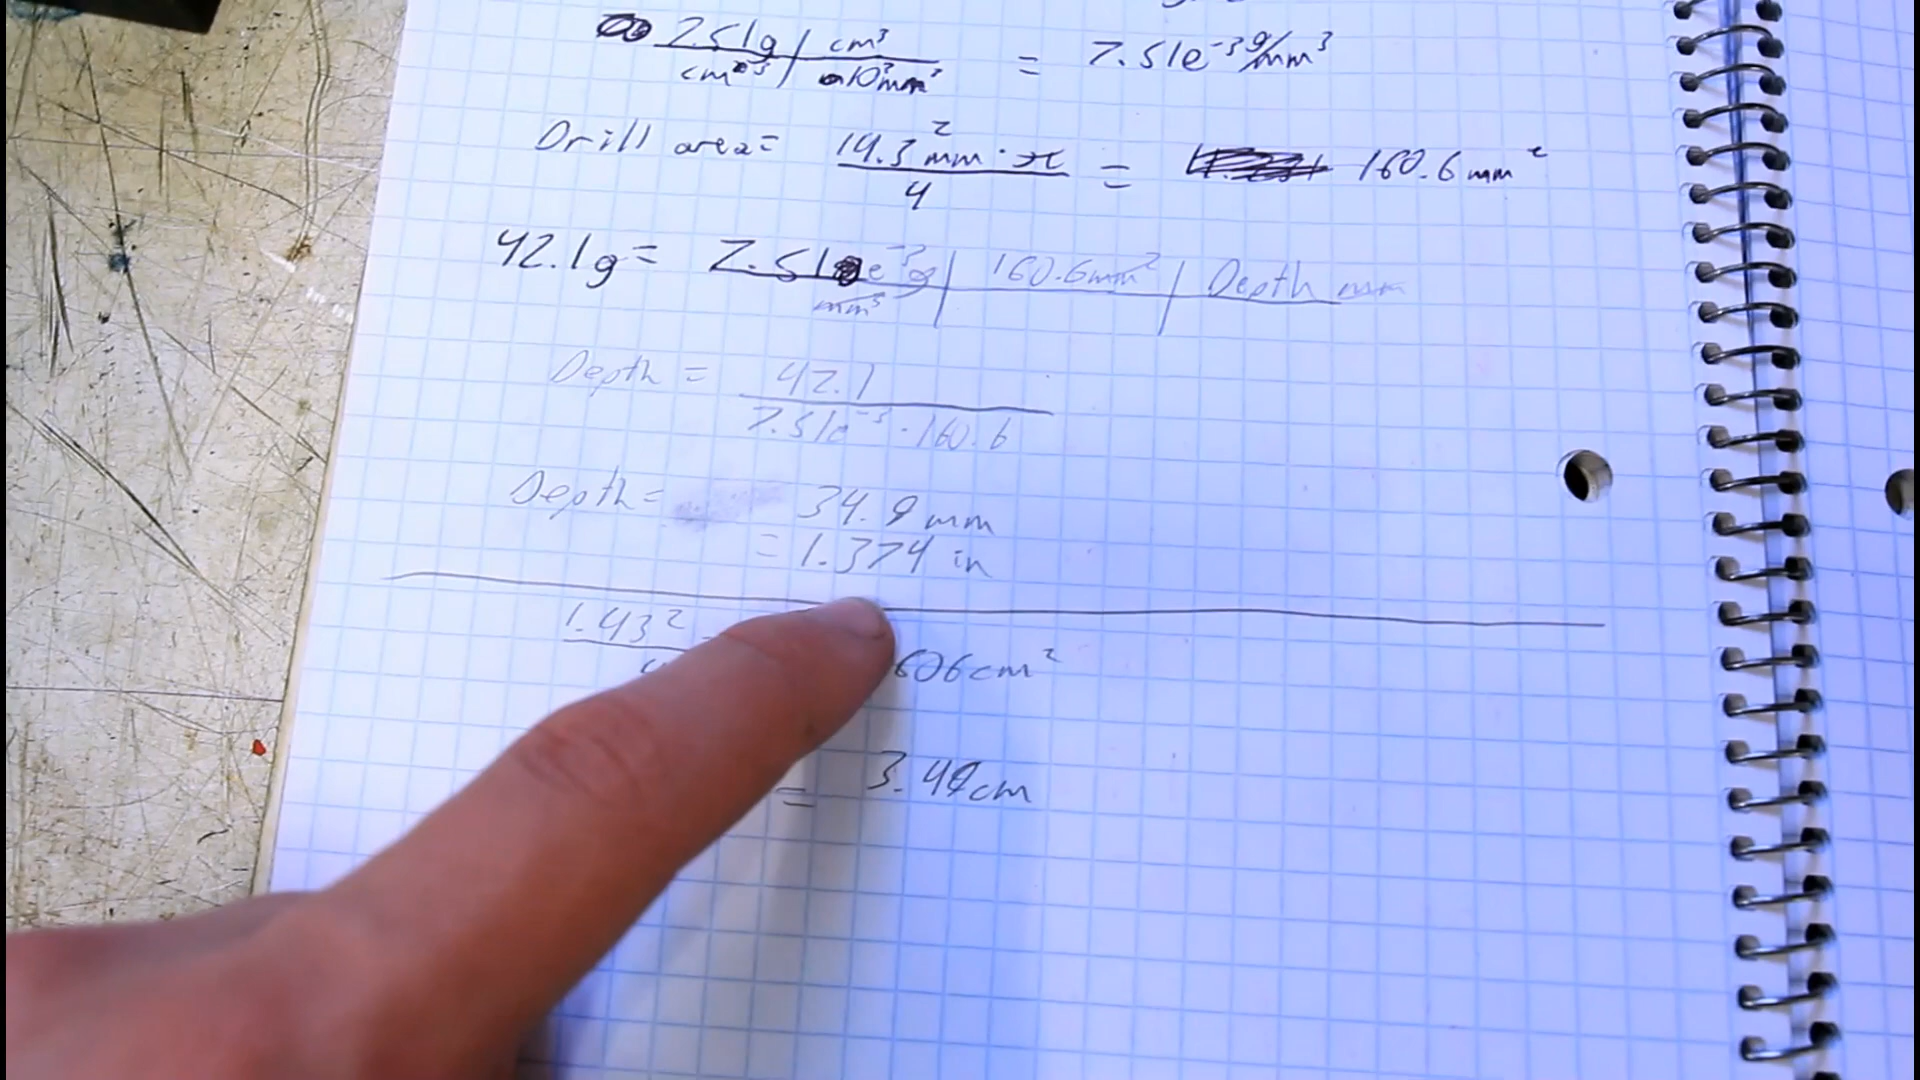 7.51g | cm³
cm³ | 10³mm³ = 7.51e⁻³ g/mm³
Drill area = 14.3² mm · π / 4 = 160.6 mm²
42.1g = 7.51e⁻³ g / mm³ | 160.6mm² | Depth mm
Depth = 42.1 / 7.51e⁻³ · 160.6
Depth = 34.9 mm
= 1.374 in
1.43²
606cm²
= 3.49cm